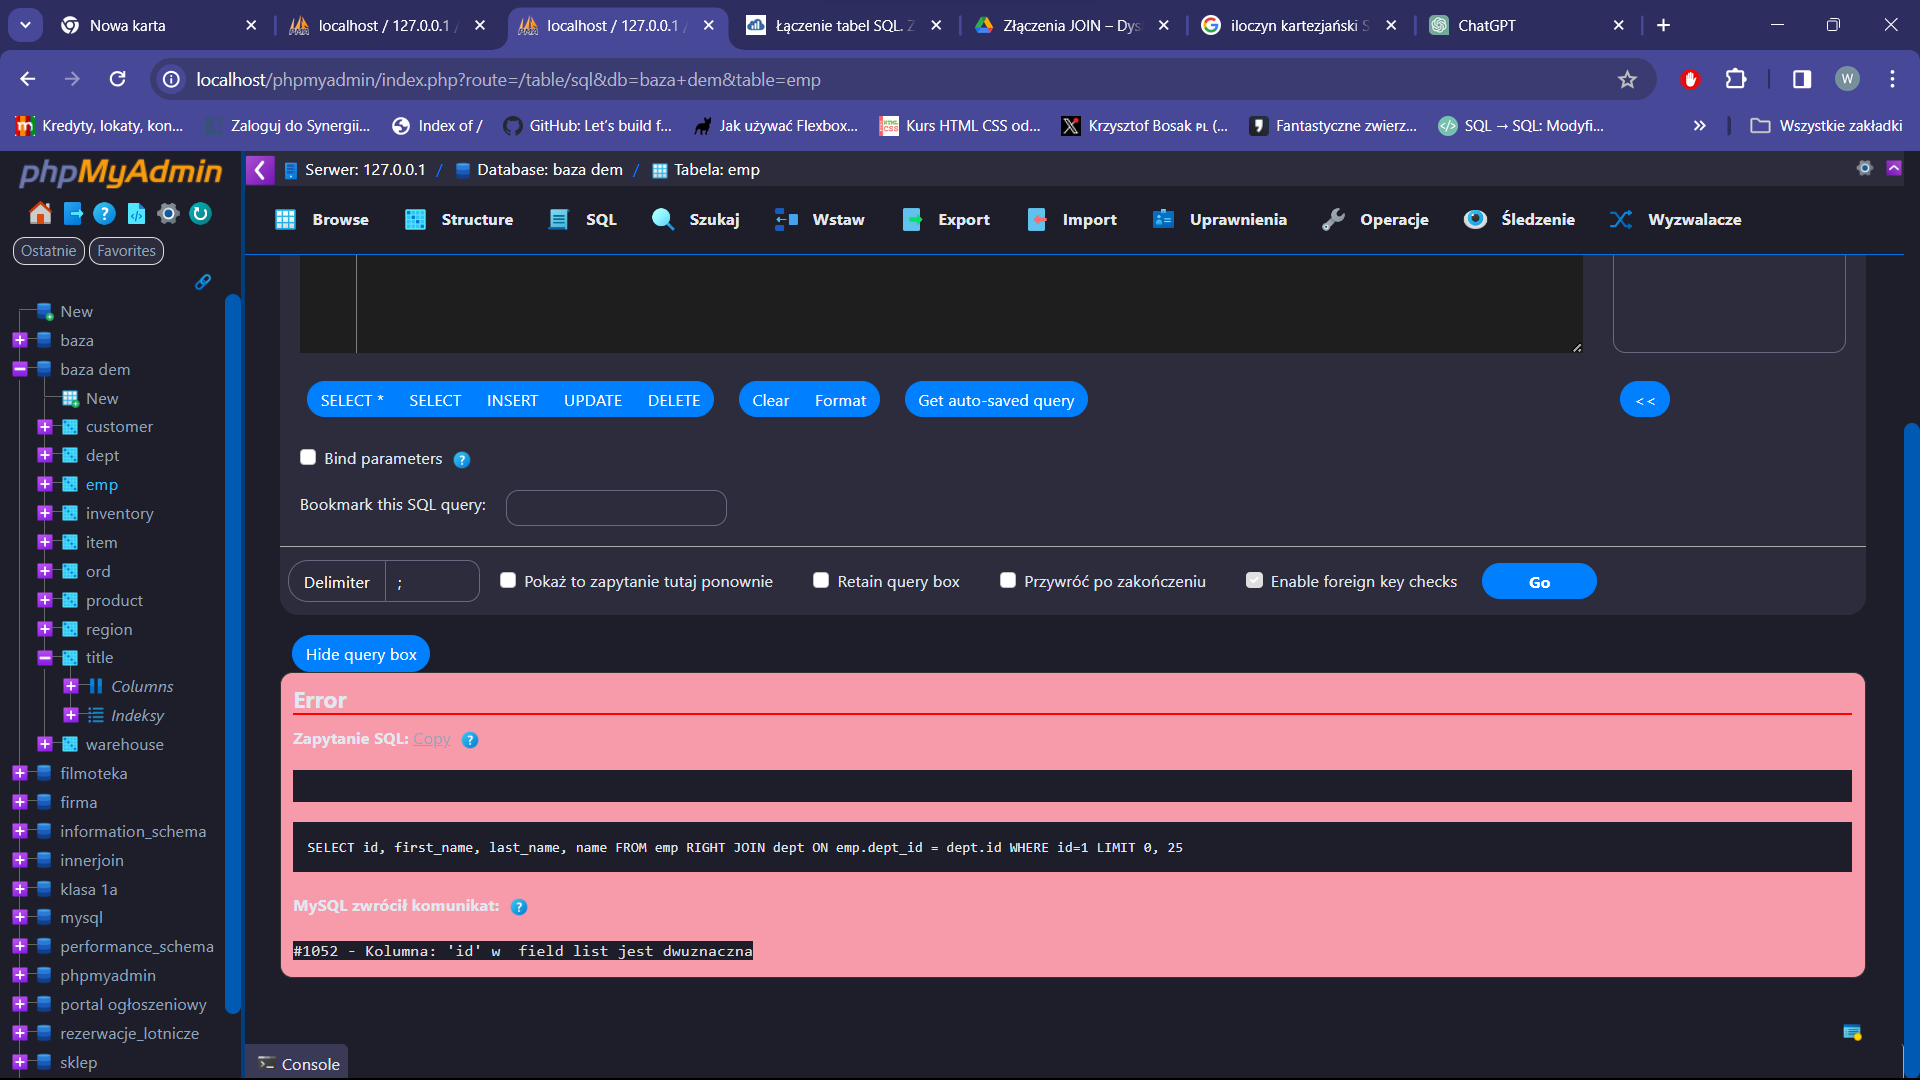 Nowa karta
localhost / 127.0.0.1 /
localhost / 127.0.0.1 /
Łączenie tabel SQL. Z
Złączenia JOIN – Dys
iloczyn kartezjański S
ChatGPT
localhost/phpmyadmin/index.php?route=/table/sql&db=baza+dem&table=emp
W
Kredyty, lokaty, kon...
Zaloguj do Synergii...
Index of /
GitHub: Let's build f...
Jak używać Flexbox...
Kurs HTML CSS od...
Krzysztof Bosak PL (...
Fantastyczne zwierz...
SQL → SQL: Modyfi...
»
Wszystkie zakładki
phpMyAdmin
Ostatnie
Favorites
New
baza
baza dem
New
customer
dept
emp
inventory
item
ord
product
region
title
Columns
Indeksy
warehouse
filmoteka
firma
information_schema
innerjoin
klasa 1a
mysql
performance_schema
phpmyadmin
portal ogłoszeniowy
rezerwacje_lotnicze
sklep
Serwer: 127.0.0.1 / Database: baza dem / Tabela: emp
Browse
Structure
SQL
Szukaj
Wstaw
Export
Import
Uprawnienia
Operacje
Śledzenie
Wyzwalacze
SELECT *
SELECT
INSERT
UPDATE
DELETE
Clear
Format
Get auto-saved query
<<
Bind parameters
Bookmark this SQL query:
Delimiter
;
Pokaż to zapytanie tutaj ponownie
Retain query box
Przywróć po zakończeniu
Enable foreign key checks
Go
Hide query box
Error
Zapytanie SQL: Copy
SELECT id, first_name, last_name, name FROM emp RIGHT JOIN dept ON emp.dept_id = dept.id WHERE id=1 LIMIT 0, 25
MySQL zwrócił komunikat:
#1052 - Kolumna: 'id' w  field list jest dwuznaczna
Console